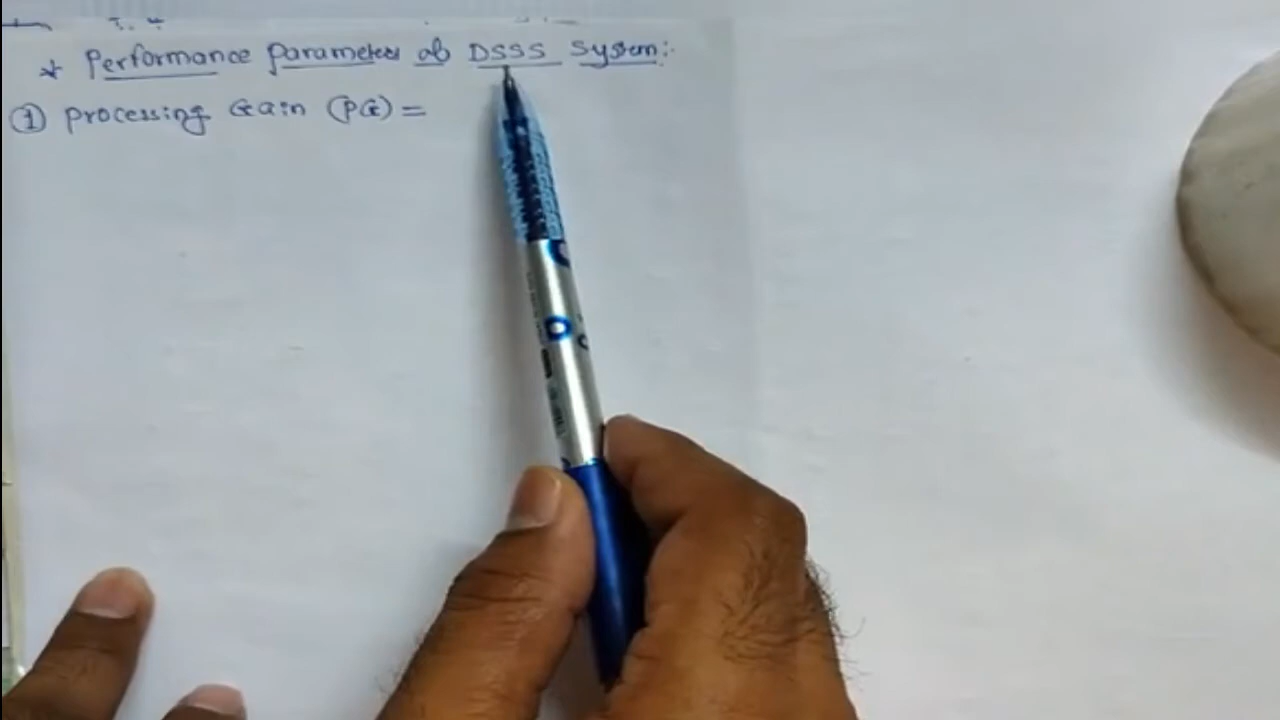 * Performance Parameters of DSSS System:-
① Processing Gain (PG) =